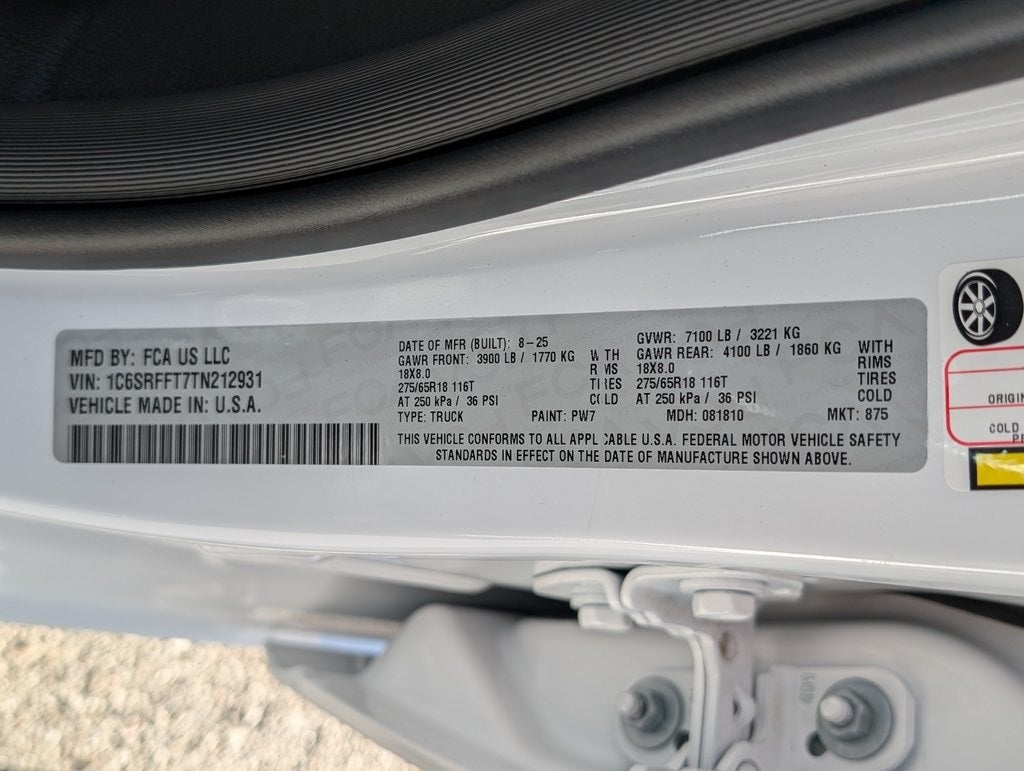 MFD BY: FCA US LLC
VIN: 1C6SRFFT7TN212931
VEHICLE MADE IN: U.S.A.
DATE OF MFR (BUILT): 8-25
GAWR FRONT: 3900 LB / 1770 KG WITH
18X8.0 RIMS
275/65R18 116T TIRES
AT 250 kPa / 36 PSI COLD
GVWR: 7100 LB / 3221 KG
GAWR REAR: 4100 LB / 1860 KG WITH
18X8.0 RIMS
275/65R18 116T TIRES
AT 250 kPa / 36 PSI COLD
TYPE: TRUCK PAINT: PW7 MDH: 081810 MKT: 875
THIS VEHICLE CONFORMS TO ALL APPLICABLE U.S.A. FEDERAL MOTOR VEHICLE SAFETY
STANDARDS IN EFFECT ON THE DATE OF MANUFACTURE SHOWN ABOVE.
COLD